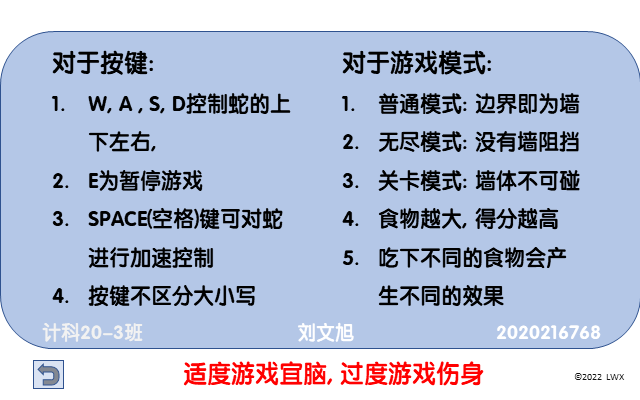 对于按键:
1. W, A , S, D控制蛇的上
下左右,
2. E为暂停游戏
3. SPACE(空格)键可对蛇
进行加速控制
4. 按键不区分大小写
对于游戏模式:
1. 普通模式: 边界即为墙
2. 无尽模式: 没有墙阻挡
3. 关卡模式: 墙体不可碰
4. 食物越大, 得分越高
5. 吃下不同的食物会产
生不同的效果
计科20-3班 刘文旭 2020216768
适度游戏宜脑, 过度游戏伤身
©2022 LWX